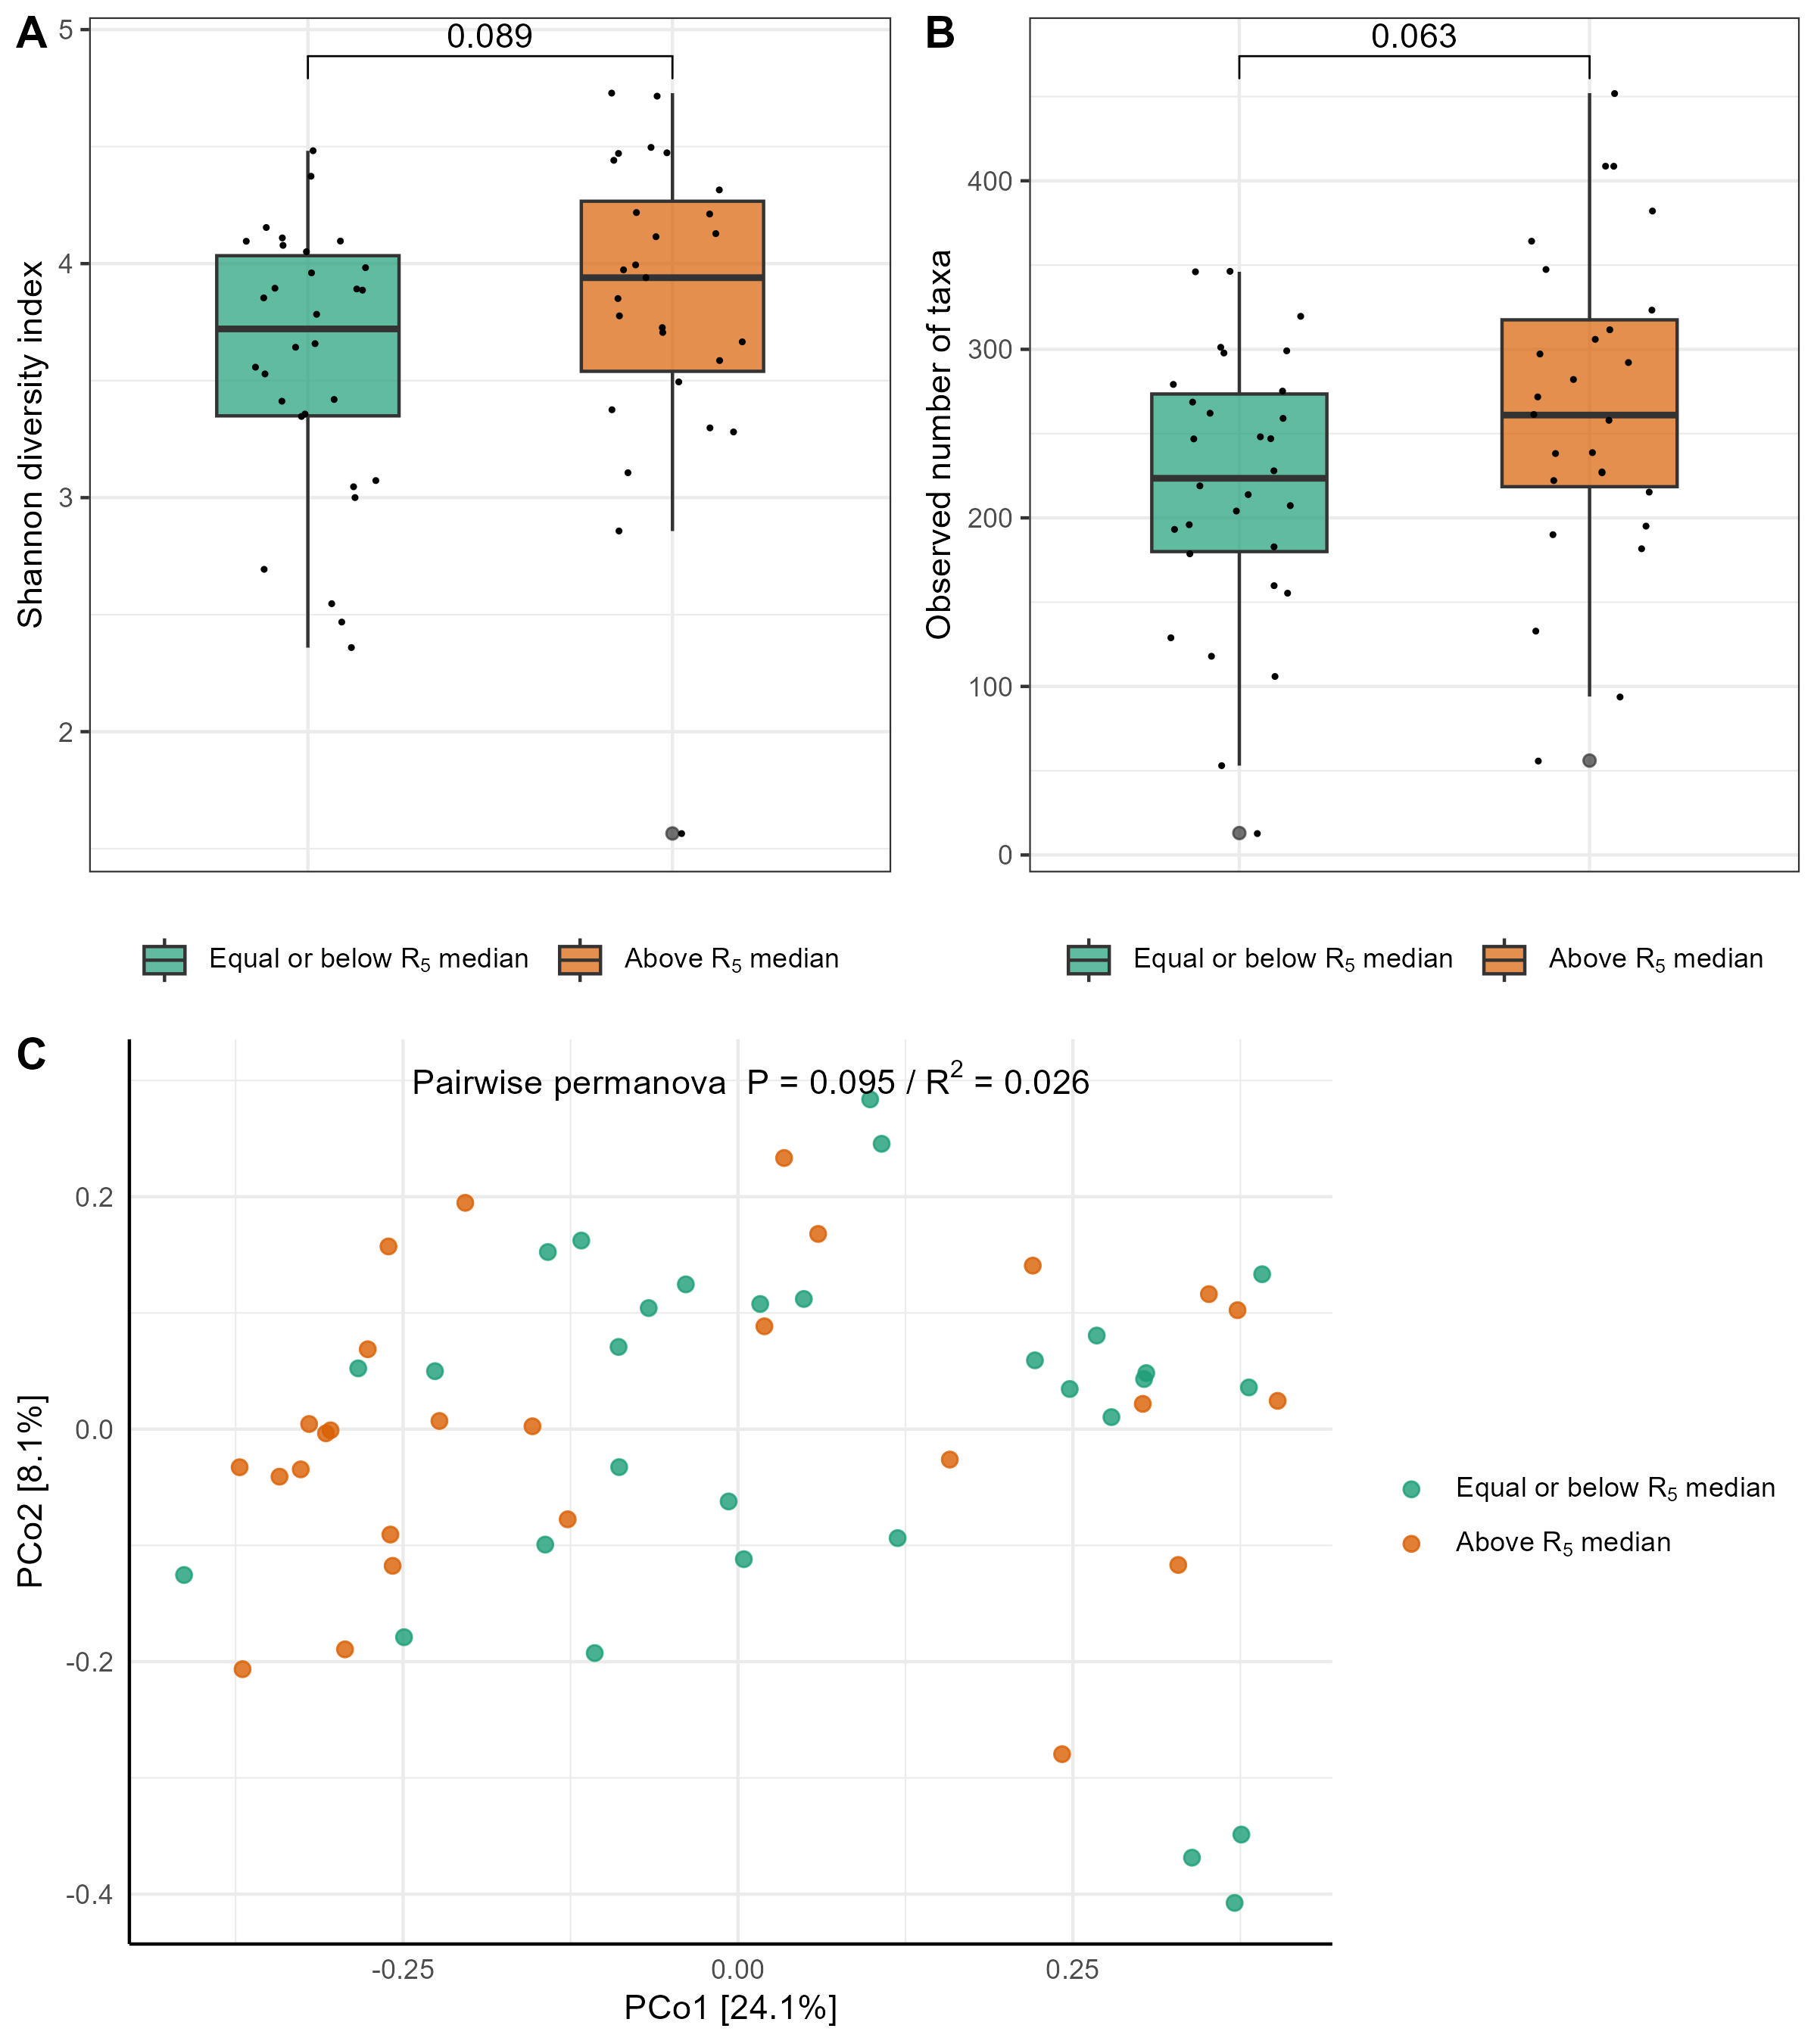 A
0.089
5
4
3
2
Shannon diversity index
Equal or below R5 median
Above R5 median
B
0.063
400
300
200
100
0
Observed number of taxa
Equal or below R5 median
Above R5 median
C
Pairwise permanova P = 0.095 / R2 = 0.026
0.2
0.0
-0.2
-0.4
PCo2 [8.1%]
-0.25
0.00
0.25
PCo1 [24.1%]
Equal or below R5 median
Above R5 median